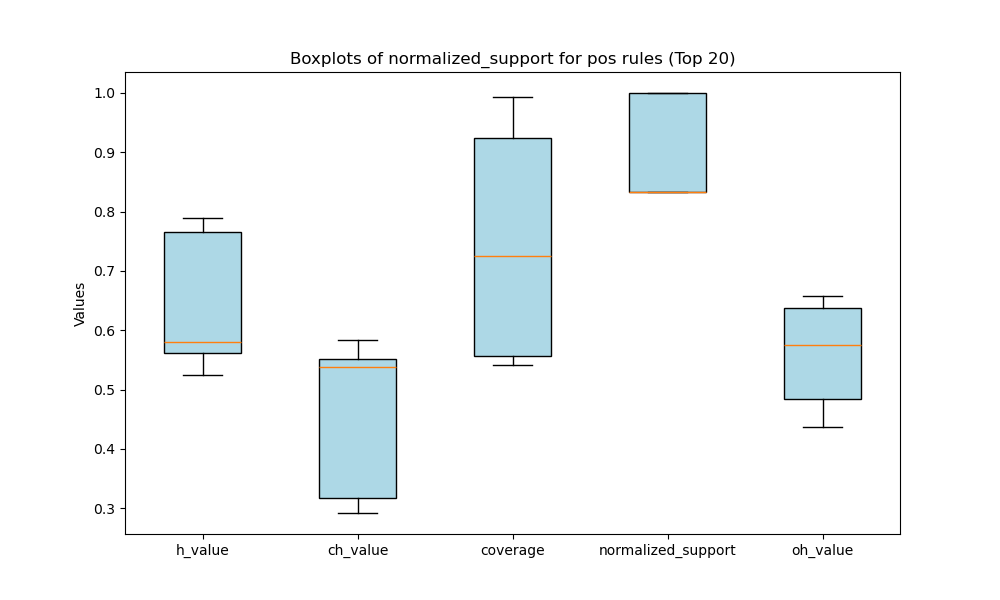 Boxplots of normalized_support for pos rules (Top 20)
1.0
0.9
0.8
0.7
0.6
0.5
0.4
0.3
Values
h_value
ch_value
coverage
normalized_support
oh_value